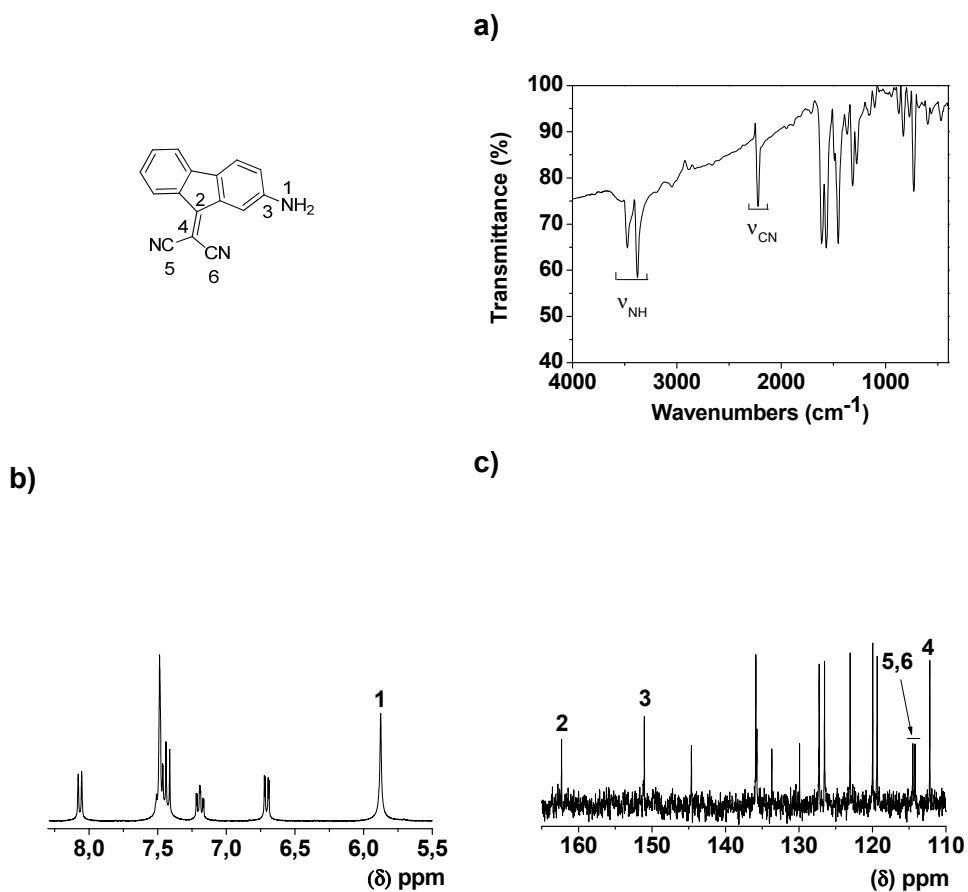 a)
1
NH₂
2
3
4
NC
CN
5
6
Transmittance (%)
100
90
80
70
60
50
40
ν_CN
ν_NH
4000 3000 2000 1000
Wavenumbers (cm⁻¹)
b)
1
8,0 7,5 7,0 6,5 6,0 5,5
(δ) ppm
c)
2
3
5,6
4
160 150 140 130 120 110
(δ) ppm